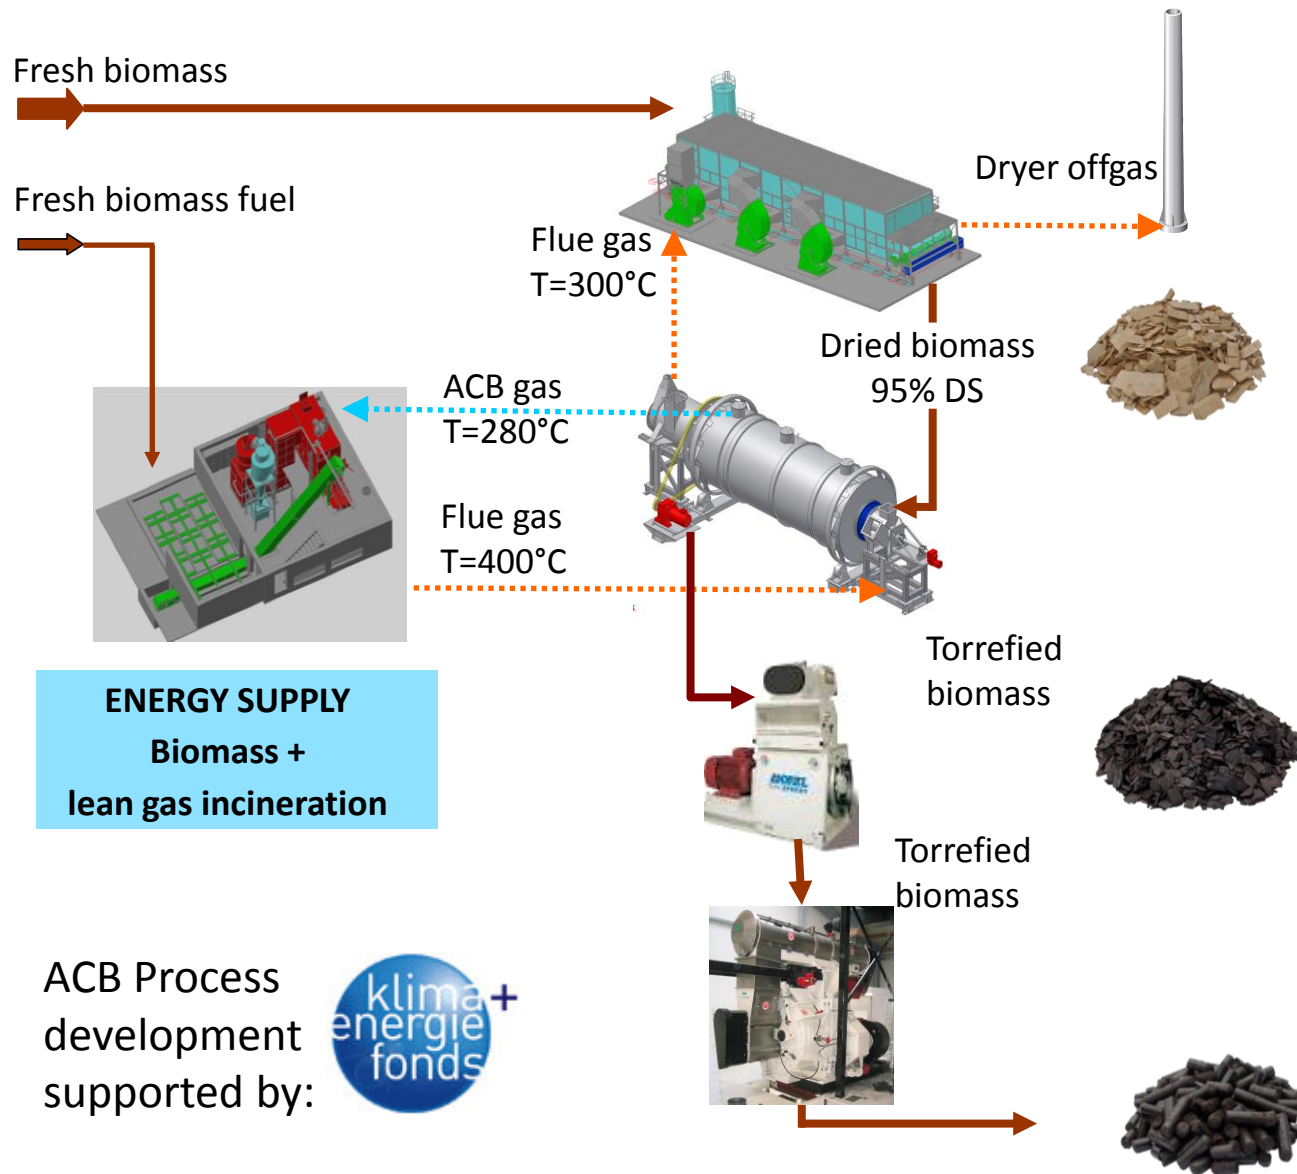 Fresh biomass
Dryer offgas
Fresh biomass fuel
Flue gas
T=300°C
Dried biomass
95% DS
ACB gas
T=280°C
Flue gas
T=400°C
Torrefied
biomass
ENERGY SUPPLY
Biomass +
lean gas incineration
ANDRITZ
Torrefied
biomass
ACB Process
development
supported by:
klima+
energie
fonds